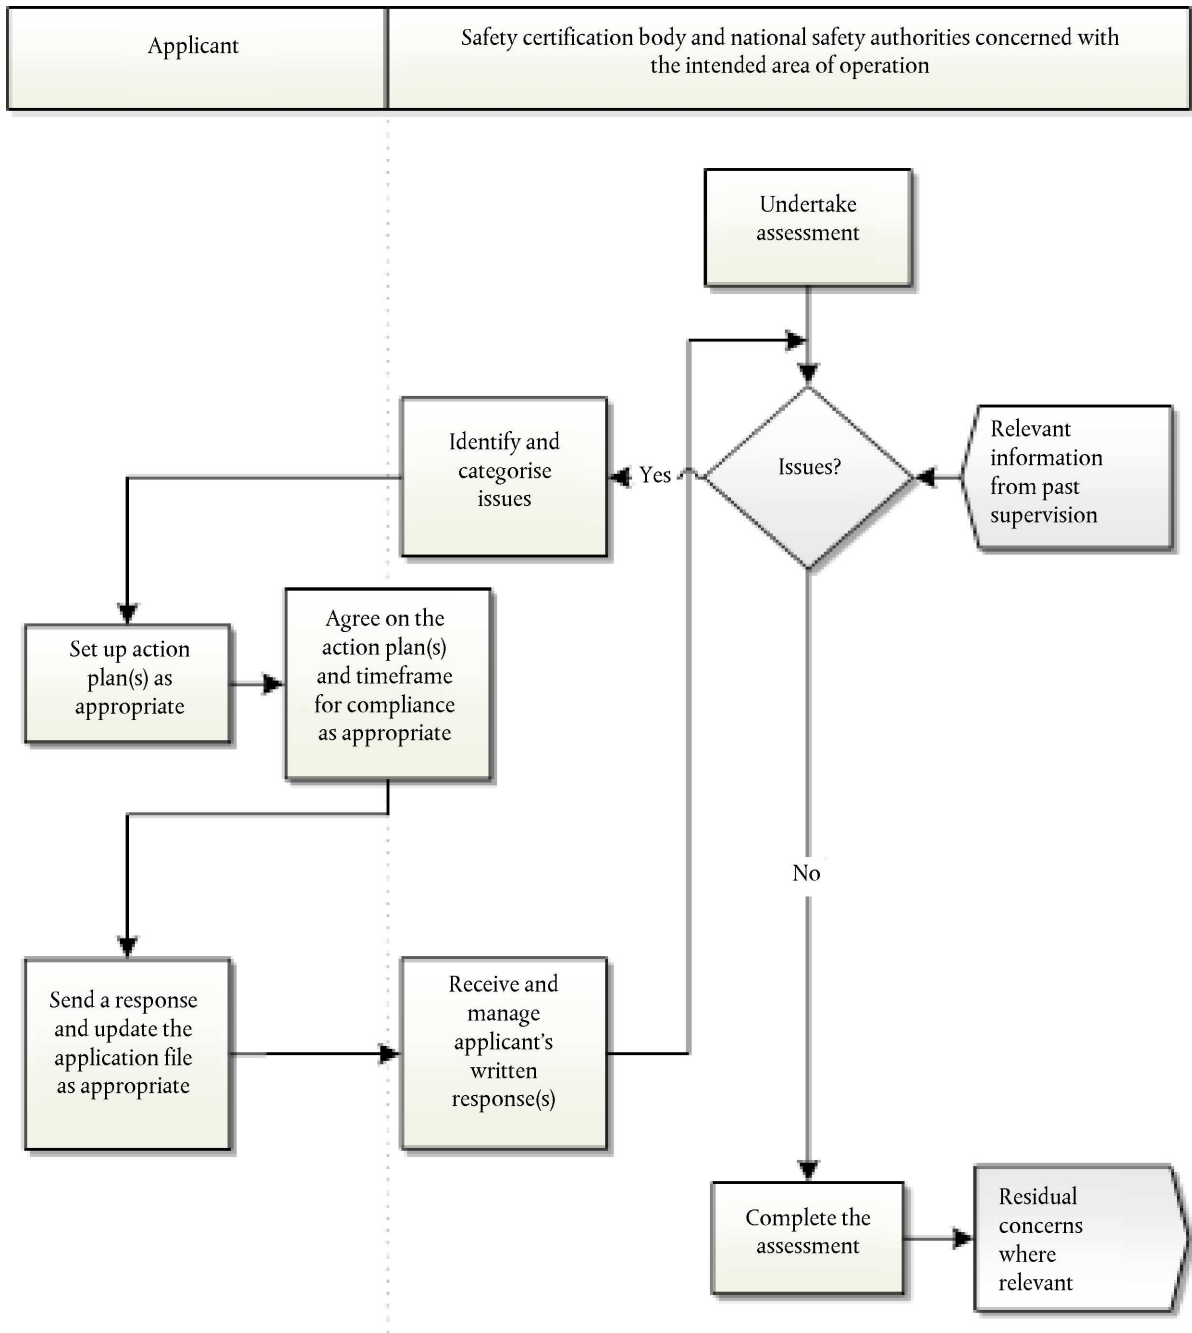 Applicant
Safety certification body and national safety authorities concerned with
the intended area of operation
Undertake
assessment
Identify and
categorise
issues
Yes
Issues?
Relevant
information
from past
supervision
Set up action
plan(s) as
appropriate
Agree on the
action plan(s)
and timeframe
for compliance
as appropriate
No
Send a response
and update the
application file
as appropriate
Receive and
manage
applicant’s
written
response(s)
Complete the
assessment
Residual
concerns
where
relevant